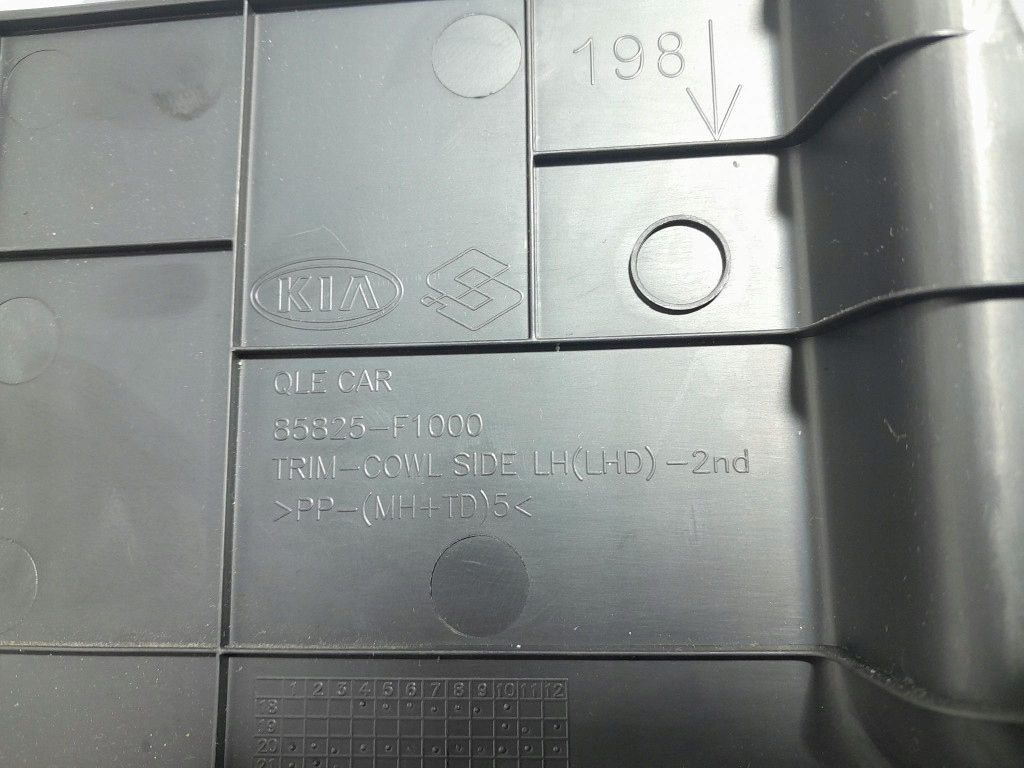 198
KIA
QLE CAR
85825-F1000
TRIM-COWL SIDE LH(LHD)-2nd
>PP-(MH+TD)5<
1 2 3 4 5 6 7 8 9 10 11 12
18
19
20
21